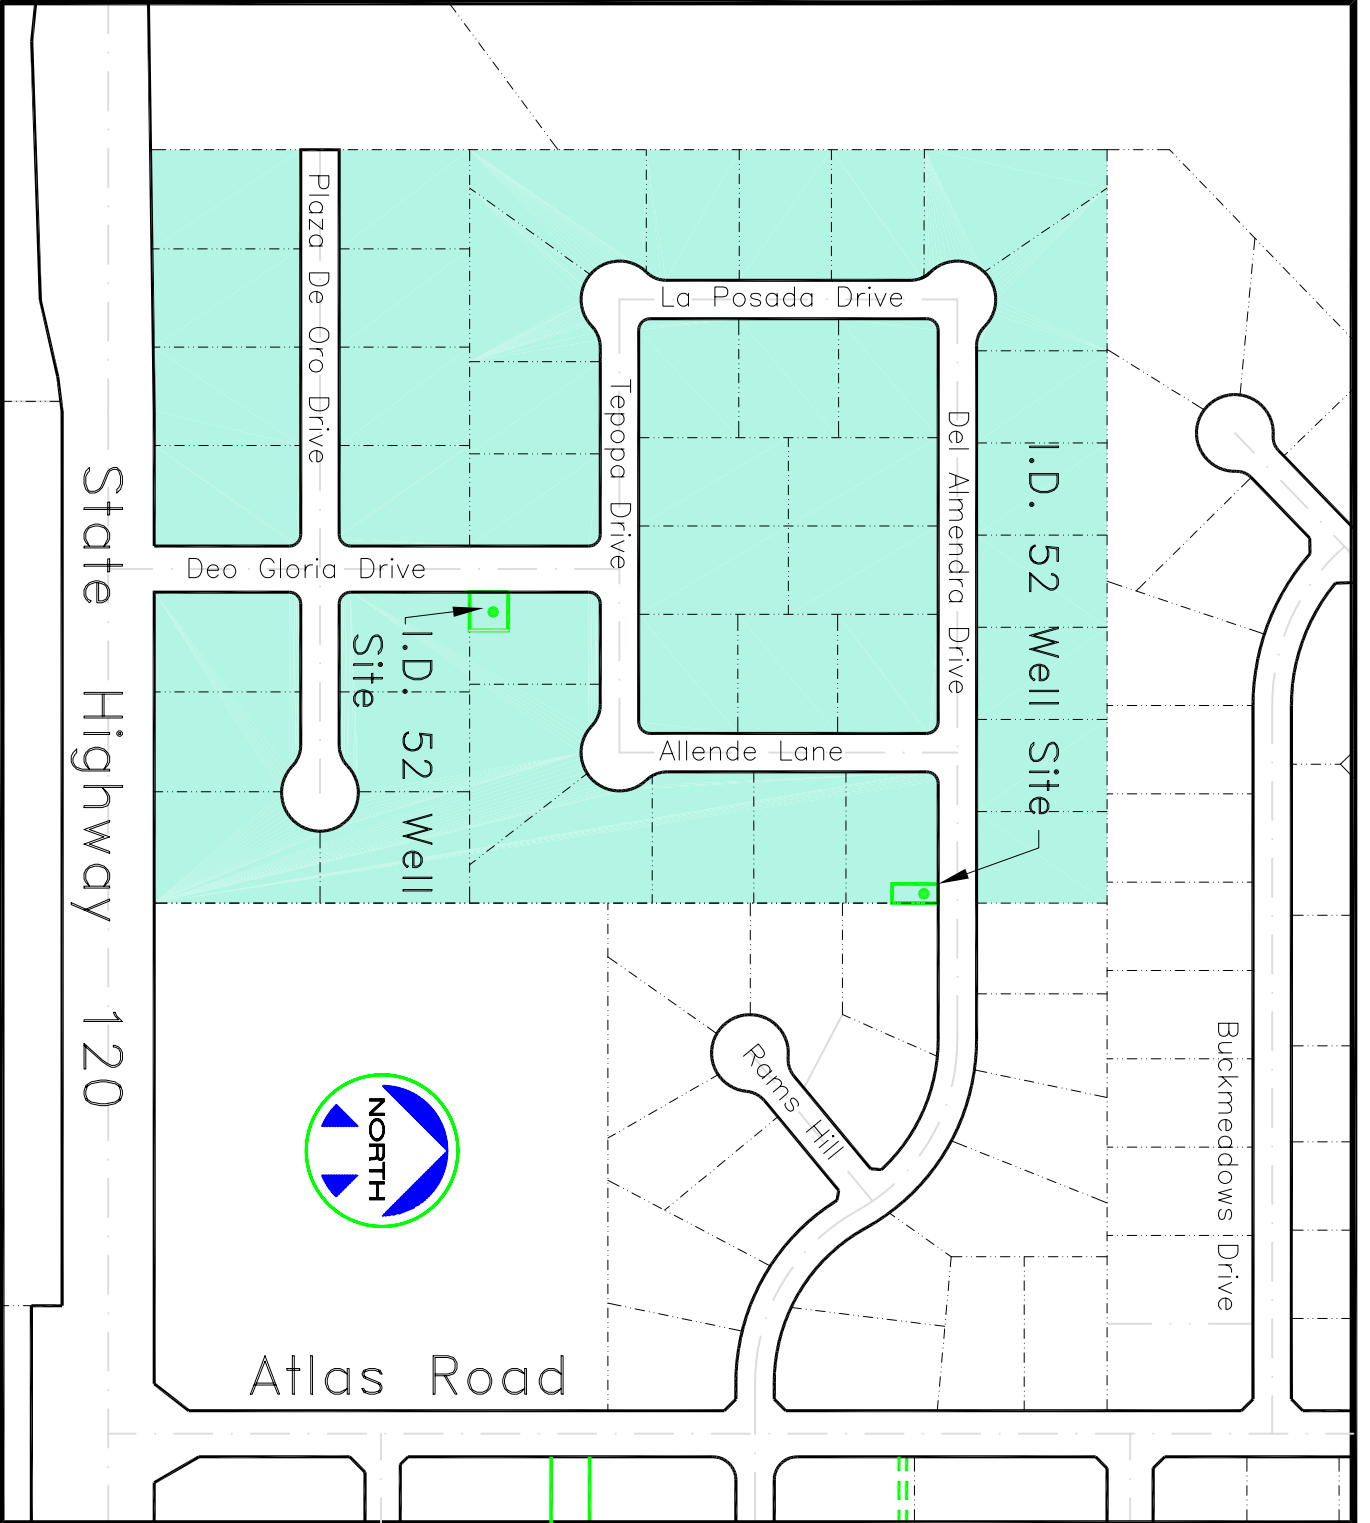 Plaza De Oro Drive
La Posada Drive
Tepopa Drive
Del Almendra Drive
I.D. 52 Well Site
State Highway 120
Deo Gloria Drive
I.D. 52 Well
Site
Allende Lane
Rams Hill
Buckmeadows Drive
NORTH
Atlas Road